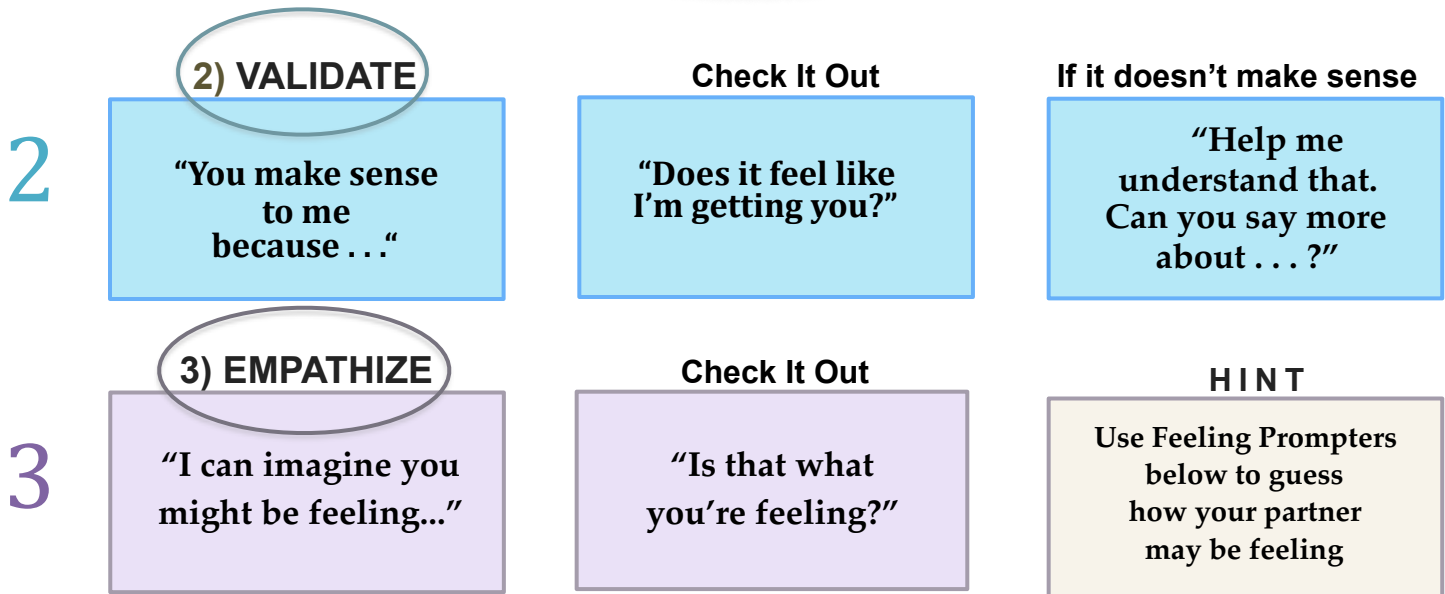 2) VALIDATE
Check It Out
If it doesn’t make sense
2
“You make sense
to me
because . . .“
“Does it feel like
I’m getting you?”
“Help me
understand that.
Can you say more
about . . . ?”
3) EMPATHIZE
Check It Out
HINT
3
“I can imagine you
might be feeling...”
“Is that what
you’re feeling?”
Use Feeling Prompters
below to guess
how your partner
may be feeling